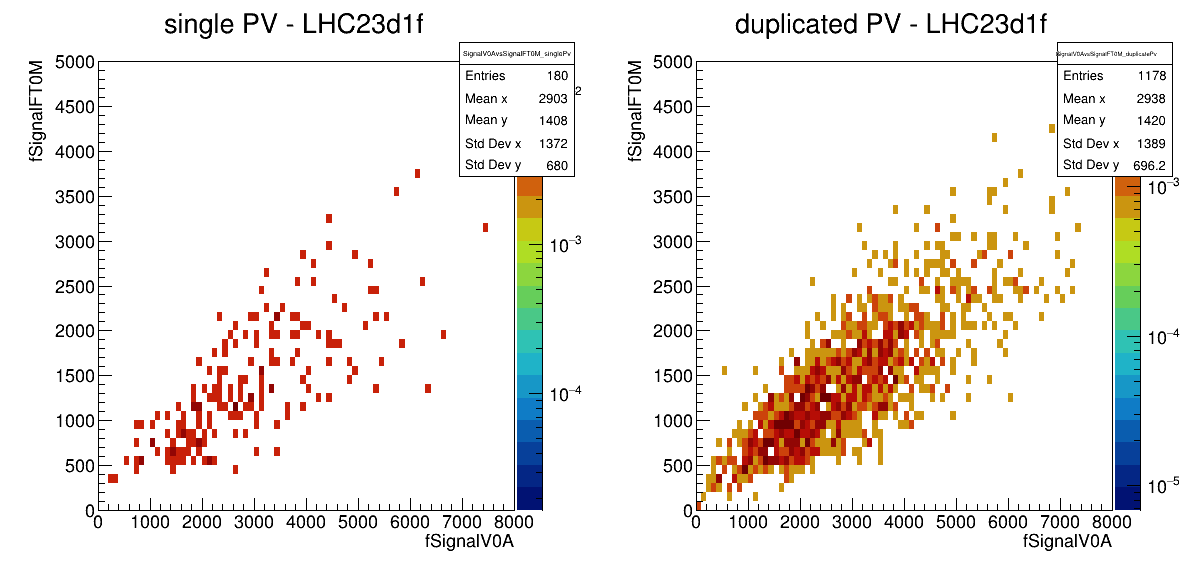 single PV - LHC23d1f
SignalV0AvsSignalFT0M_singlePv
Entries 180
Mean x 2903
Mean y 1408
Std Dev x 1372
Std Dev y 680
fSignalFT0M
5000
4500
4000
3500
3000
2500
2000
1500
1000
500
0
0 1000 2000 3000 4000 5000 6000 7000 8000
fSignalV0A
2
10⁻³
10⁻⁴
duplicated PV - LHC23d1f
SignalV0AvsSignalFT0M_duplicatePv
Entries 1178
Mean x 2938
Mean y 1420
Std Dev x 1389
Std Dev y 696.2
fSignalFT0M
5000
4500
4000
3500
3000
2500
2000
1500
1000
500
0
0 1000 2000 3000 4000 5000 6000 7000 8000
fSignalV0A
10⁻³
10⁻⁴
10⁻⁵